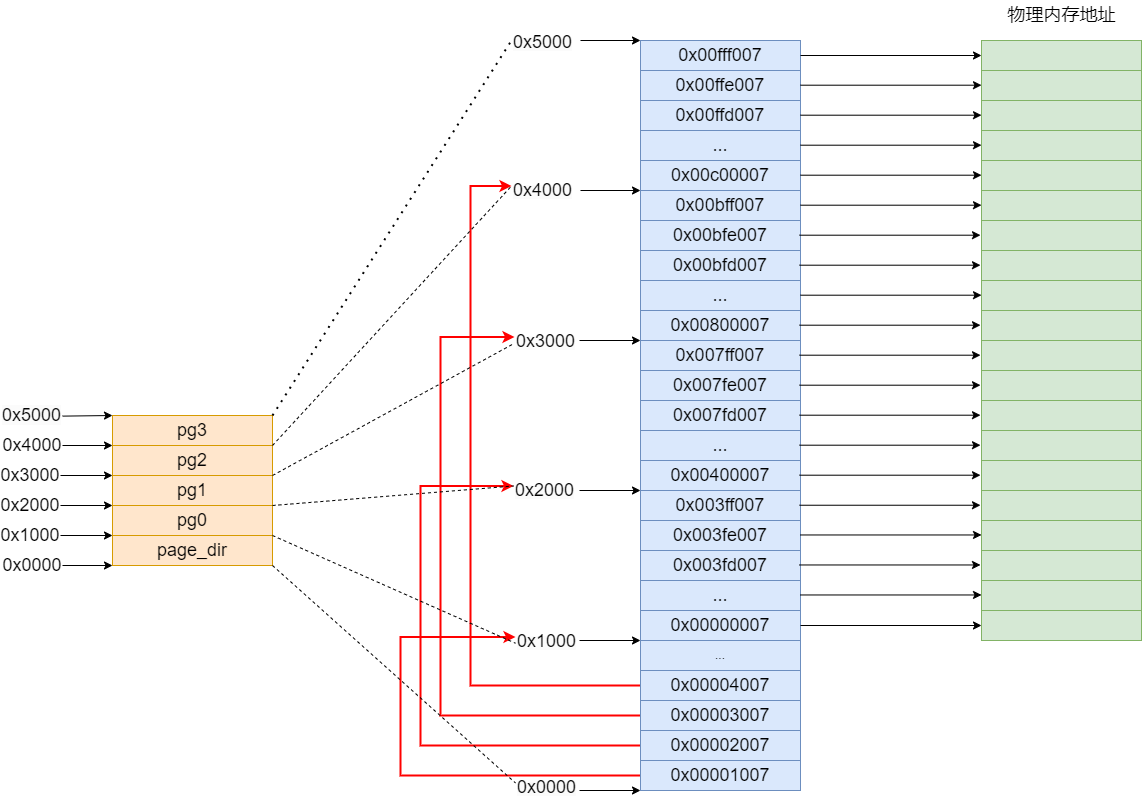 物理内存地址
0x5000
0x00fff007
0x00ffe007
0x00ffd007
...
0x00c00007
0x4000
0x00bff007
0x00bfe007
0x00bfd007
...
0x00800007
0x3000
0x007ff007
0x007fe007
0x007fd007
...
0x00400007
0x2000
0x003ff007
0x003fe007
0x003fd007
...
0x00000007
0x1000
...
0x00004007
0x00003007
0x00002007
0x00001007
0x0000
0x5000
pg3
0x4000
pg2
0x3000
pg1
0x2000
pg0
0x1000
page_dir
0x0000